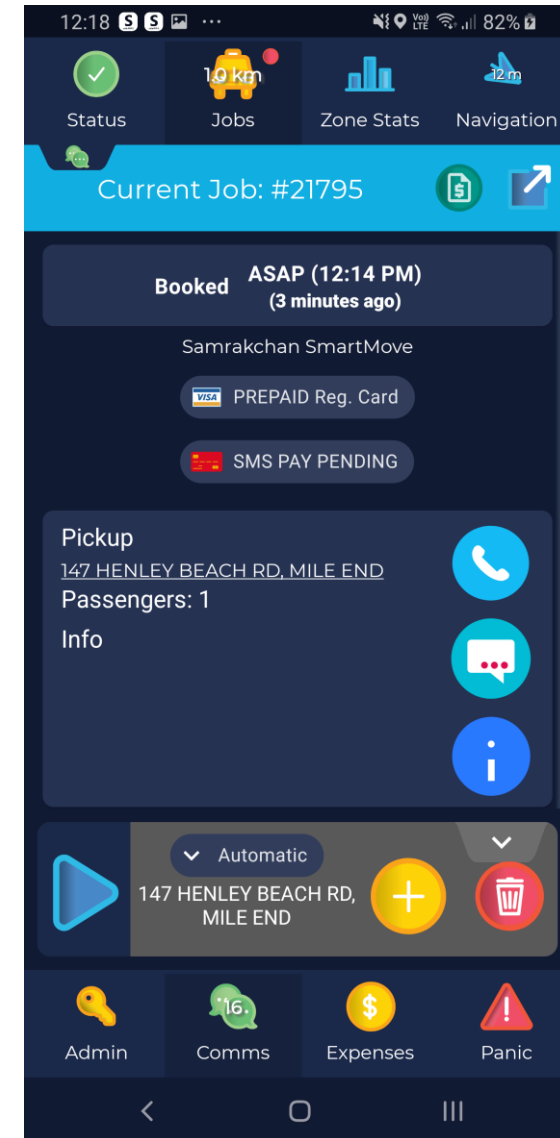 12:18 S S ... Vo)) LTE 82%
1.0 km 12 m
Status Jobs Zone Stats Navigation
Current Job: #21795
Booked ASAP (12:14 PM)
(3 minutes ago)
Samrakchan SmartMove
VISA PREPAID Reg. Card
SMS PAY PENDING
Pickup
147 HENLEY BEACH RD, MILE END
Passengers: 1
Info
Automatic
147 HENLEY BEACH RD,
MILE END
16
Admin Comms Expenses Panic